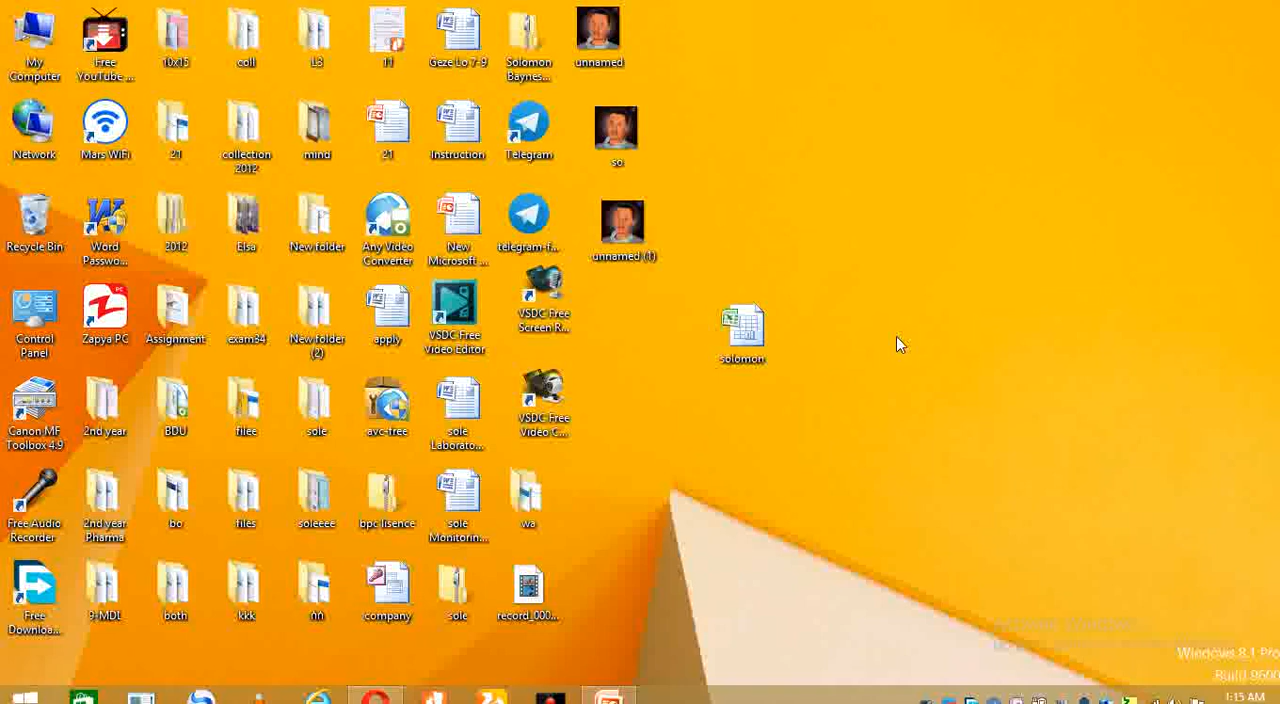 My
Computer
Free
YouTube ...
10x15
coll
L3
11
Geze Lo 7-9
Solomon
Baynes...
unnamed
Network
Mars WiFi
21
collection
2012
mind
21
Instruction
Telegram
so
Recycle Bin
Word
Passwo...
2012
Elsa
New folder
Any Video
Converter
New
Microsoft ...
telegram-f...
unnamed (1)
Control
Panel
Zapya PC
Assignment
exam34
New folder
(2)
apply
VSDC Free
Video Editor
VSDC Free
Screen R...
solomon
Canon MF
Toolbox 4.9
2nd year
BDU
filee
sole
avc-free
sole
Laborato...
VSDC Free
Video C...
Free Audio
Recorder
2nd year
Pharma
bo
files
soleeee
bpc lisence
sole
Monitorin...
wa
Free
Downloa...
9-MDL
both
kkk
company
sole
record_000...
Windows 8.1 Pro
Build 9600
1:15 AM